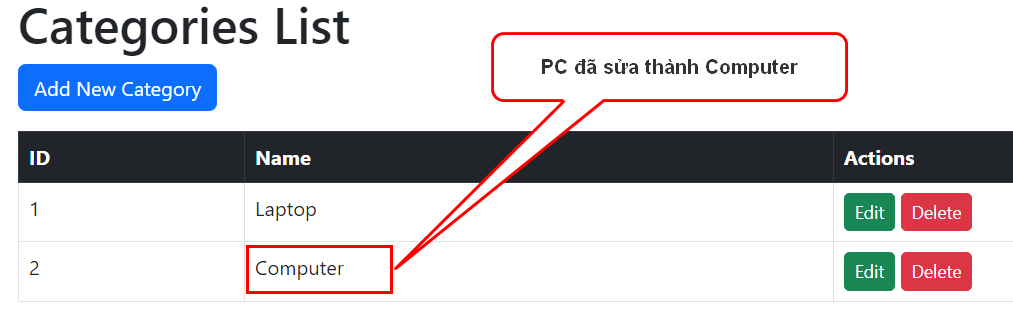 Categories List
PC đã sửa thành Computer
Add New Category
ID Name Actions
1 Laptop Edit Delete
2 Computer Edit Delete